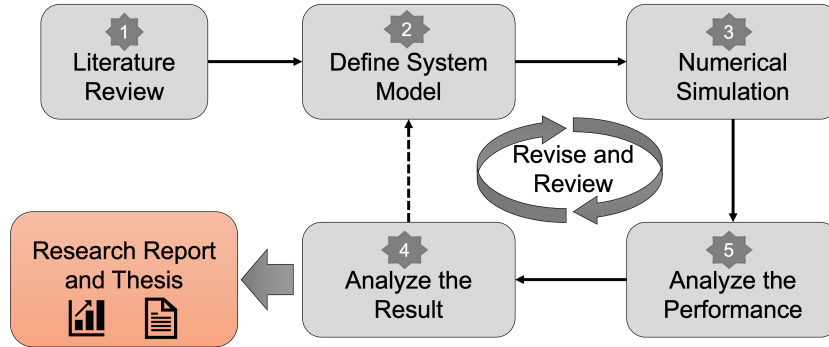 1
Literature
Review
2
Define System
Model
3
Numerical
Simulation
Revise and
Review
Research Report
and Thesis
4
Analyze the
Result
5
Analyze the
Performance